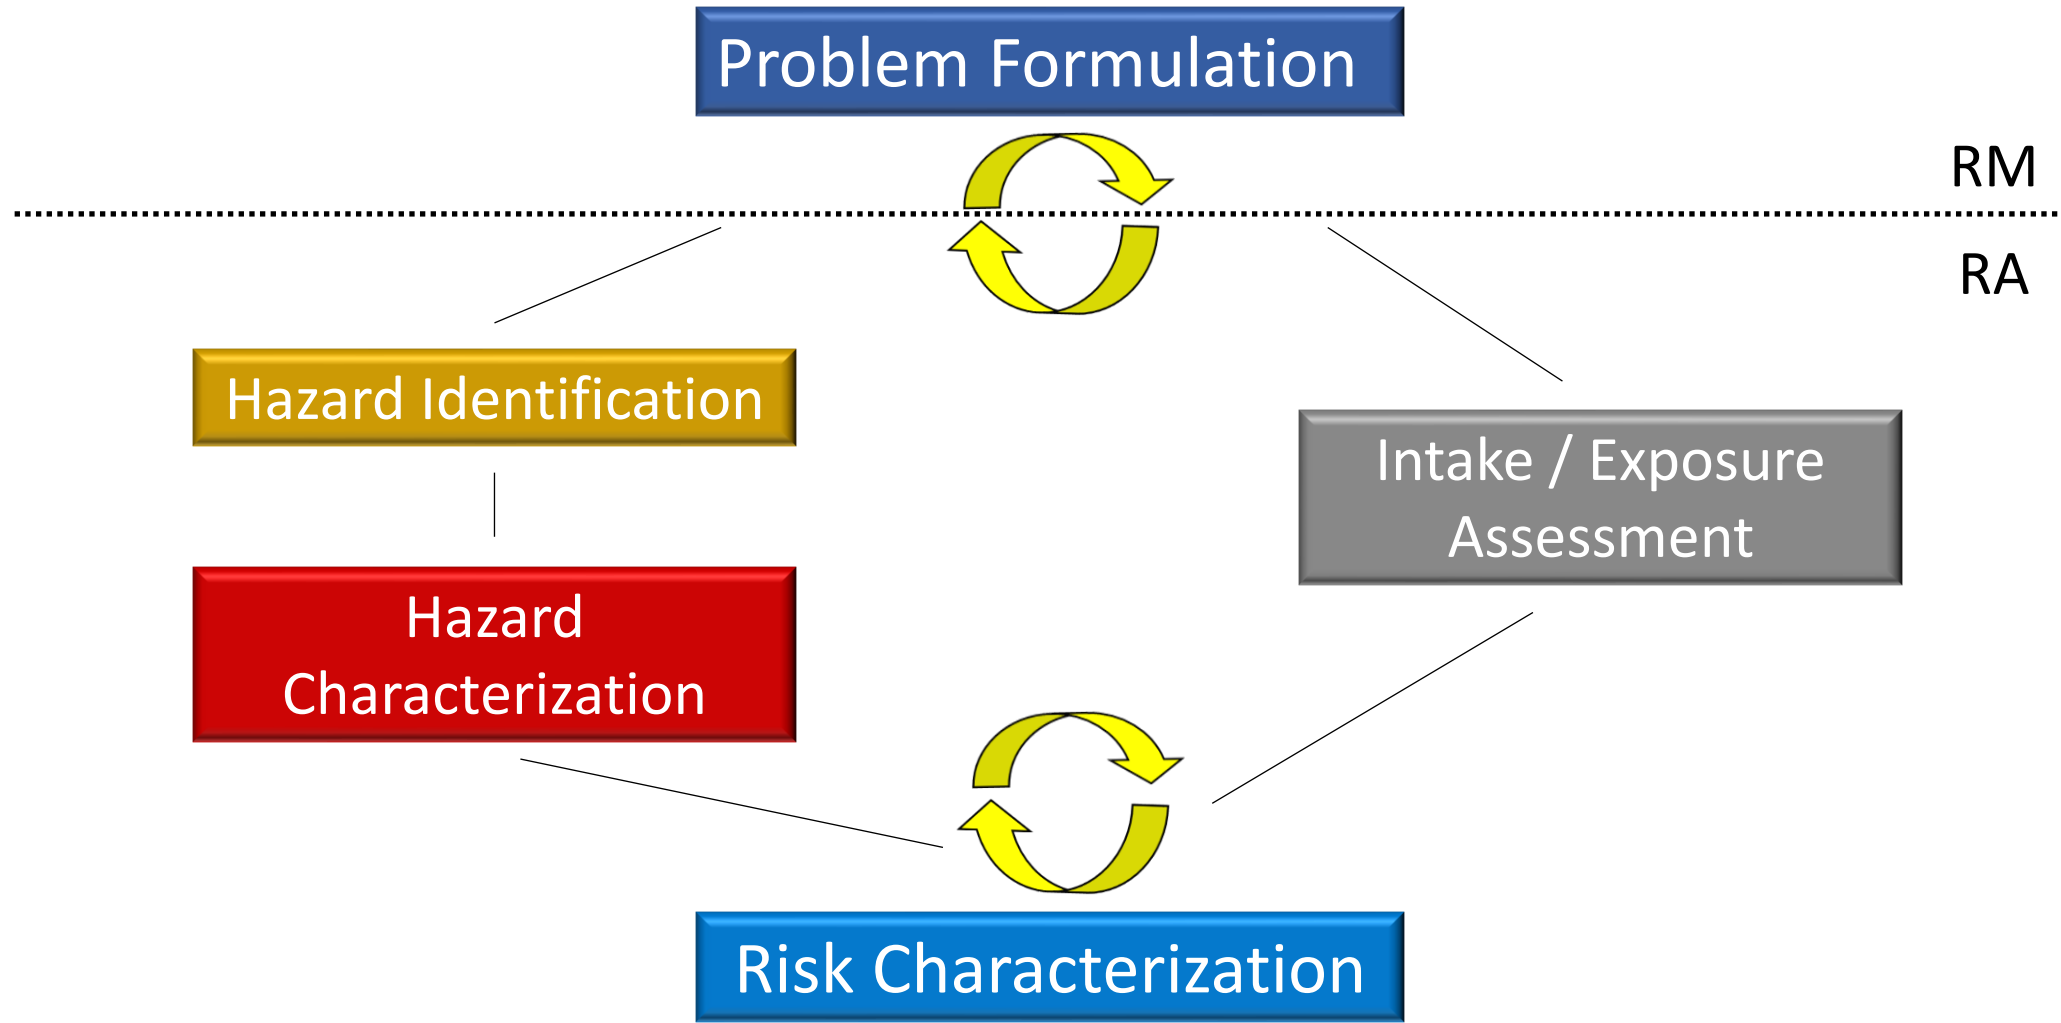 Problem Formulation
RM
RA
Hazard Identification
Intake / Exposure
Assessment
Hazard
Characterization
Risk Characterization